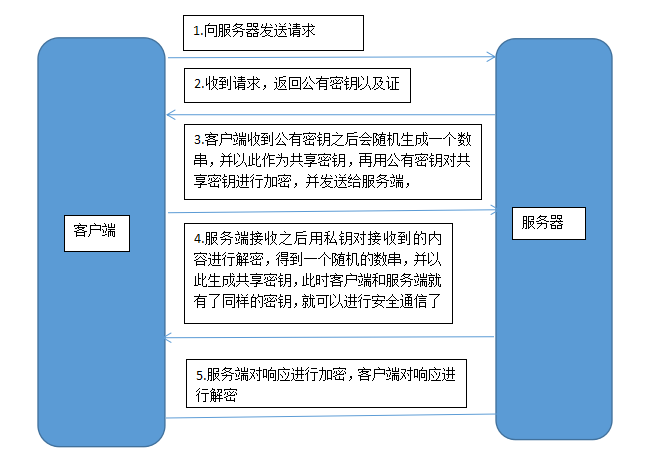 1.向服务器发送请求
2.收到请求，返回公有密钥以及证
3.客户端收到公有密钥之后会随机生成一个数
串，并以此作为共享密钥，再用公有密钥对共
享密钥进行加密，并发送给服务端，
客户端
服务器
4.服务端接收之后用私钥对接收到的内
容进行解密，得到一个随机的数串，并以
此生成共享密钥，此时客户端和服务端就
有了同样的密钥，就可以进行安全通信了
5.服务端对响应进行加密，客户端对响应进
行解密